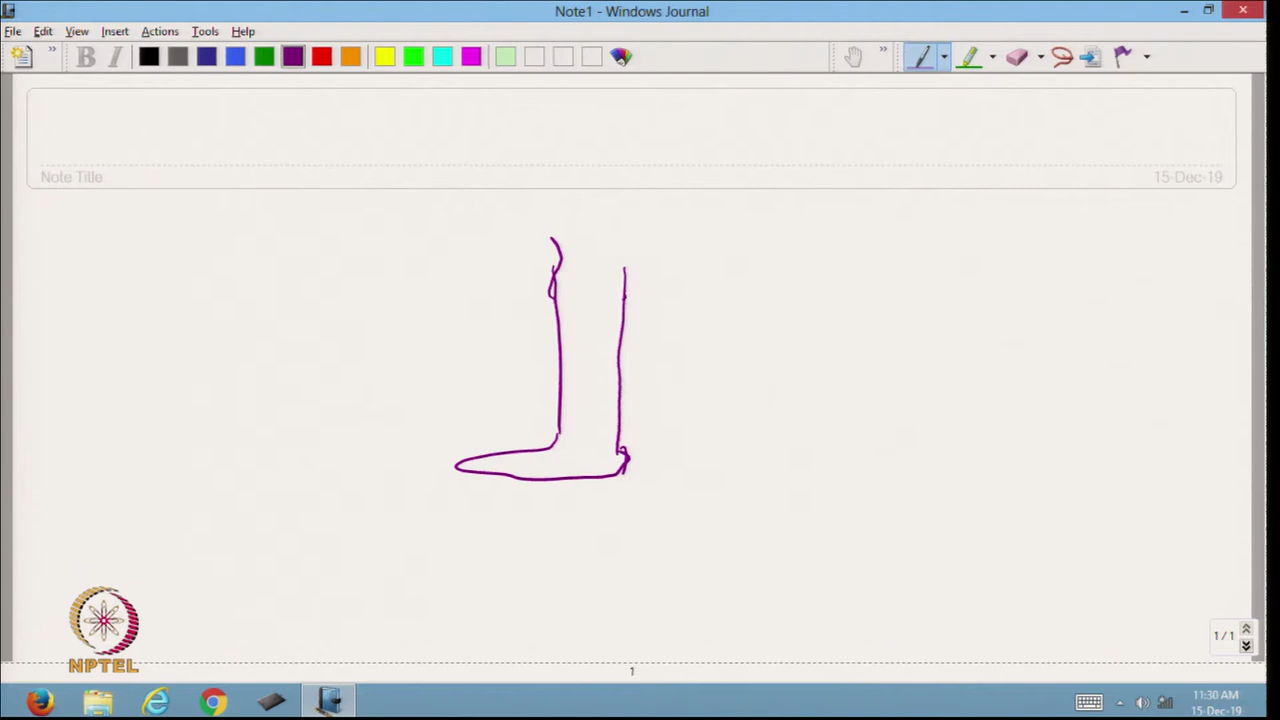 Note1 - Windows Journal
File Edit View Insert Actions Tools Help
B I
Note Title
15-Dec-19
NPTEL
1 / 1
1
11:30 AM
15-Dec-19